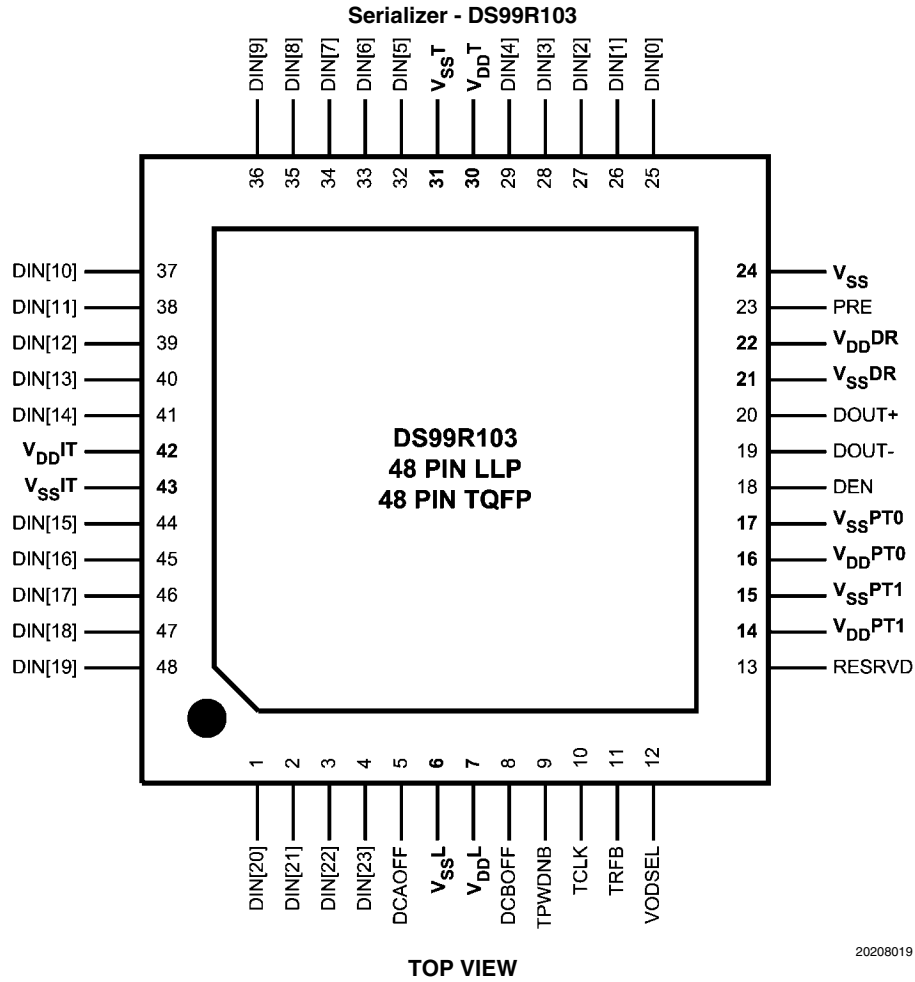 Serializer - DS99R103
DIN[9]
DIN[8]
DIN[7]
DIN[6]
DIN[5]
VSST
VDDT
DIN[4]
DIN[3]
DIN[2]
DIN[1]
DIN[0]
36
35
34
33
32
31
30
29
28
27
26
25
DIN[10] 37
DIN[11] 38
DIN[12] 39
DIN[13] 40
DIN[14] 41
VDDIT 42
VSSIT 43
DIN[15] 44
DIN[16] 45
DIN[17] 46
DIN[18] 47
DIN[19] 48
DS99R103
48 PIN LLP
48 PIN TQFP
24 VSS
23 PRE
22 VDDDR
21 VSSDR
20 DOUT+
19 DOUT-
18 DEN
17 VSSPT0
16 VDDPT0
15 VSSPT1
14 VDDPT1
13 RESRVD
1
2
3
4
5
6
7
8
9
10
11
12
DIN[20]
DIN[21]
DIN[22]
DIN[23]
DCAOFF
VSSL
VDDL
DCBOFF
TPWDNB
TCLK
TRFB
VODSEL
20208019
TOP VIEW